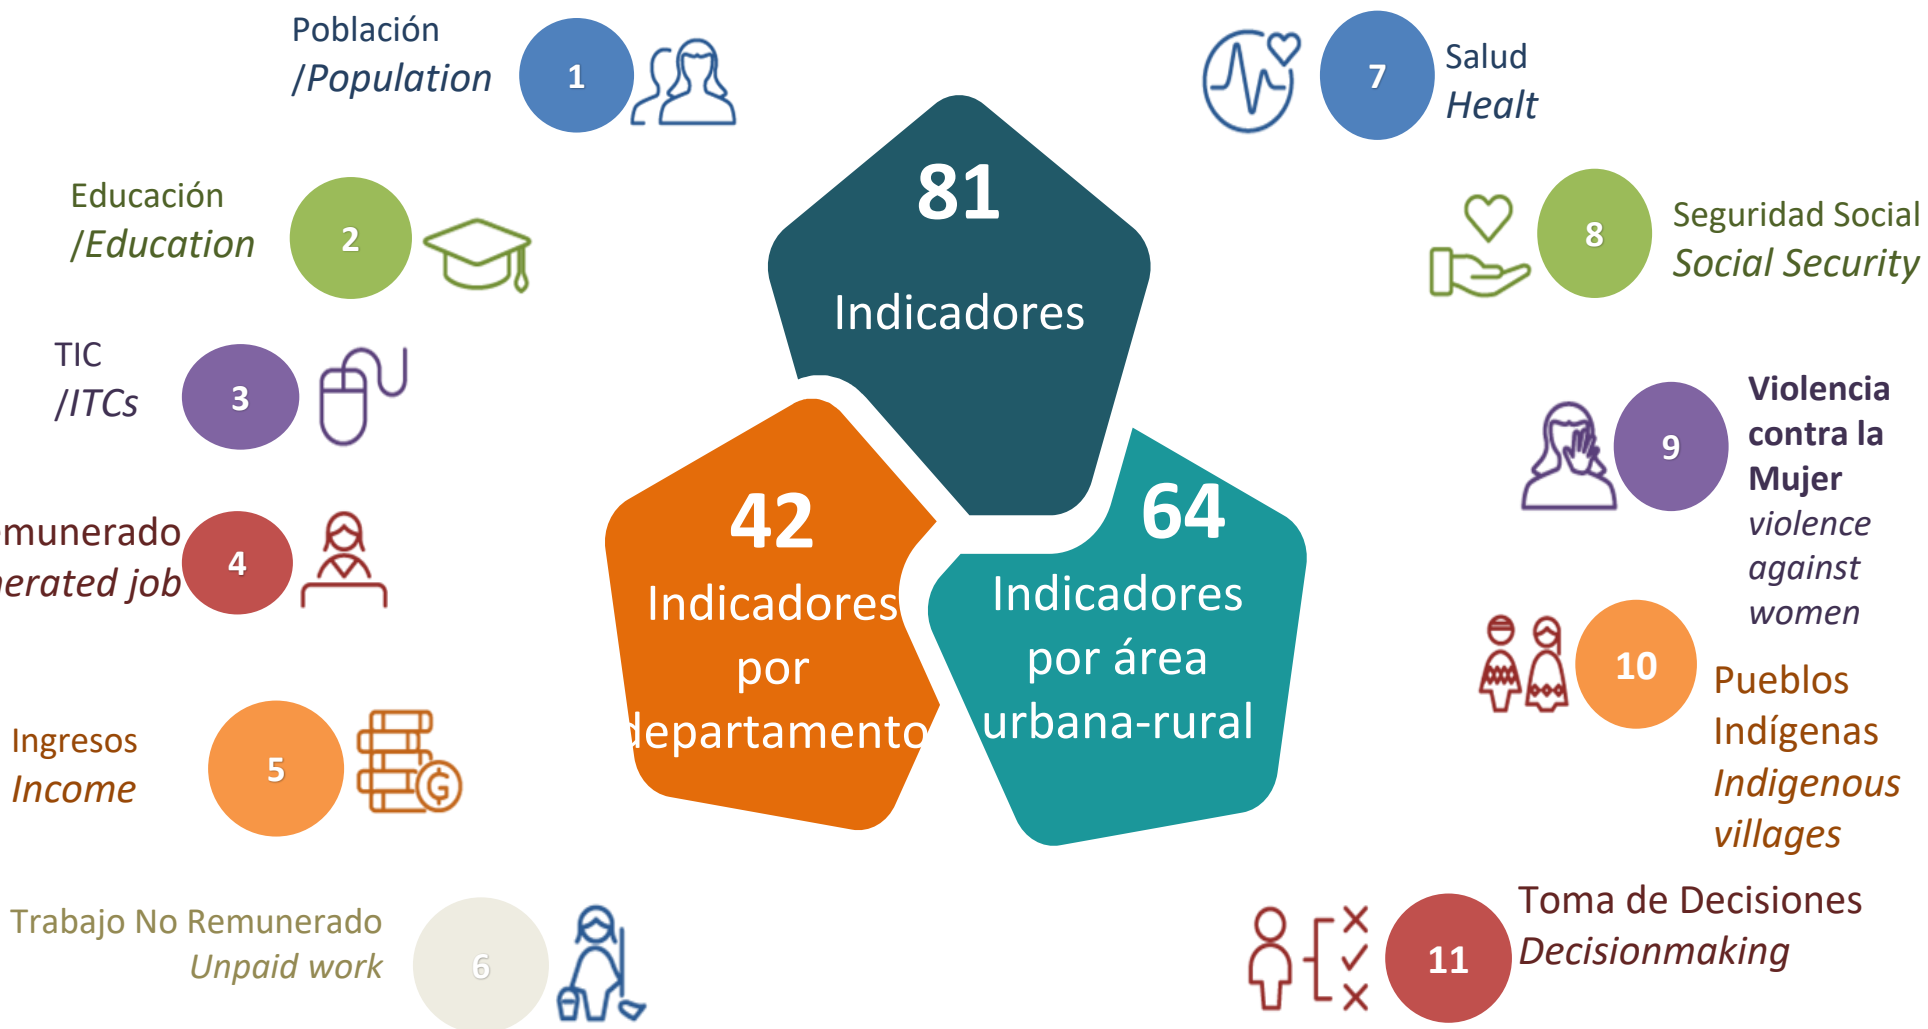 Población
/Population
1
Educación
/Education
2
TIC
/ITCs
3
emunerado
nerated job
4
Ingresos
Income
5
G
Trabajo No Remunerado
Unpaid work
6
81
Indicadores
42
Indicadores
por
departamento
64
Indicadores
por área
urbana-rural
7
Salud
Healt
8
Seguridad Social
Social Security
9
Violencia
contra la
Mujer
violence
against
women
10
Pueblos
Indígenas
Indigenous
villages
11
Toma de Decisiones
Decisionmaking